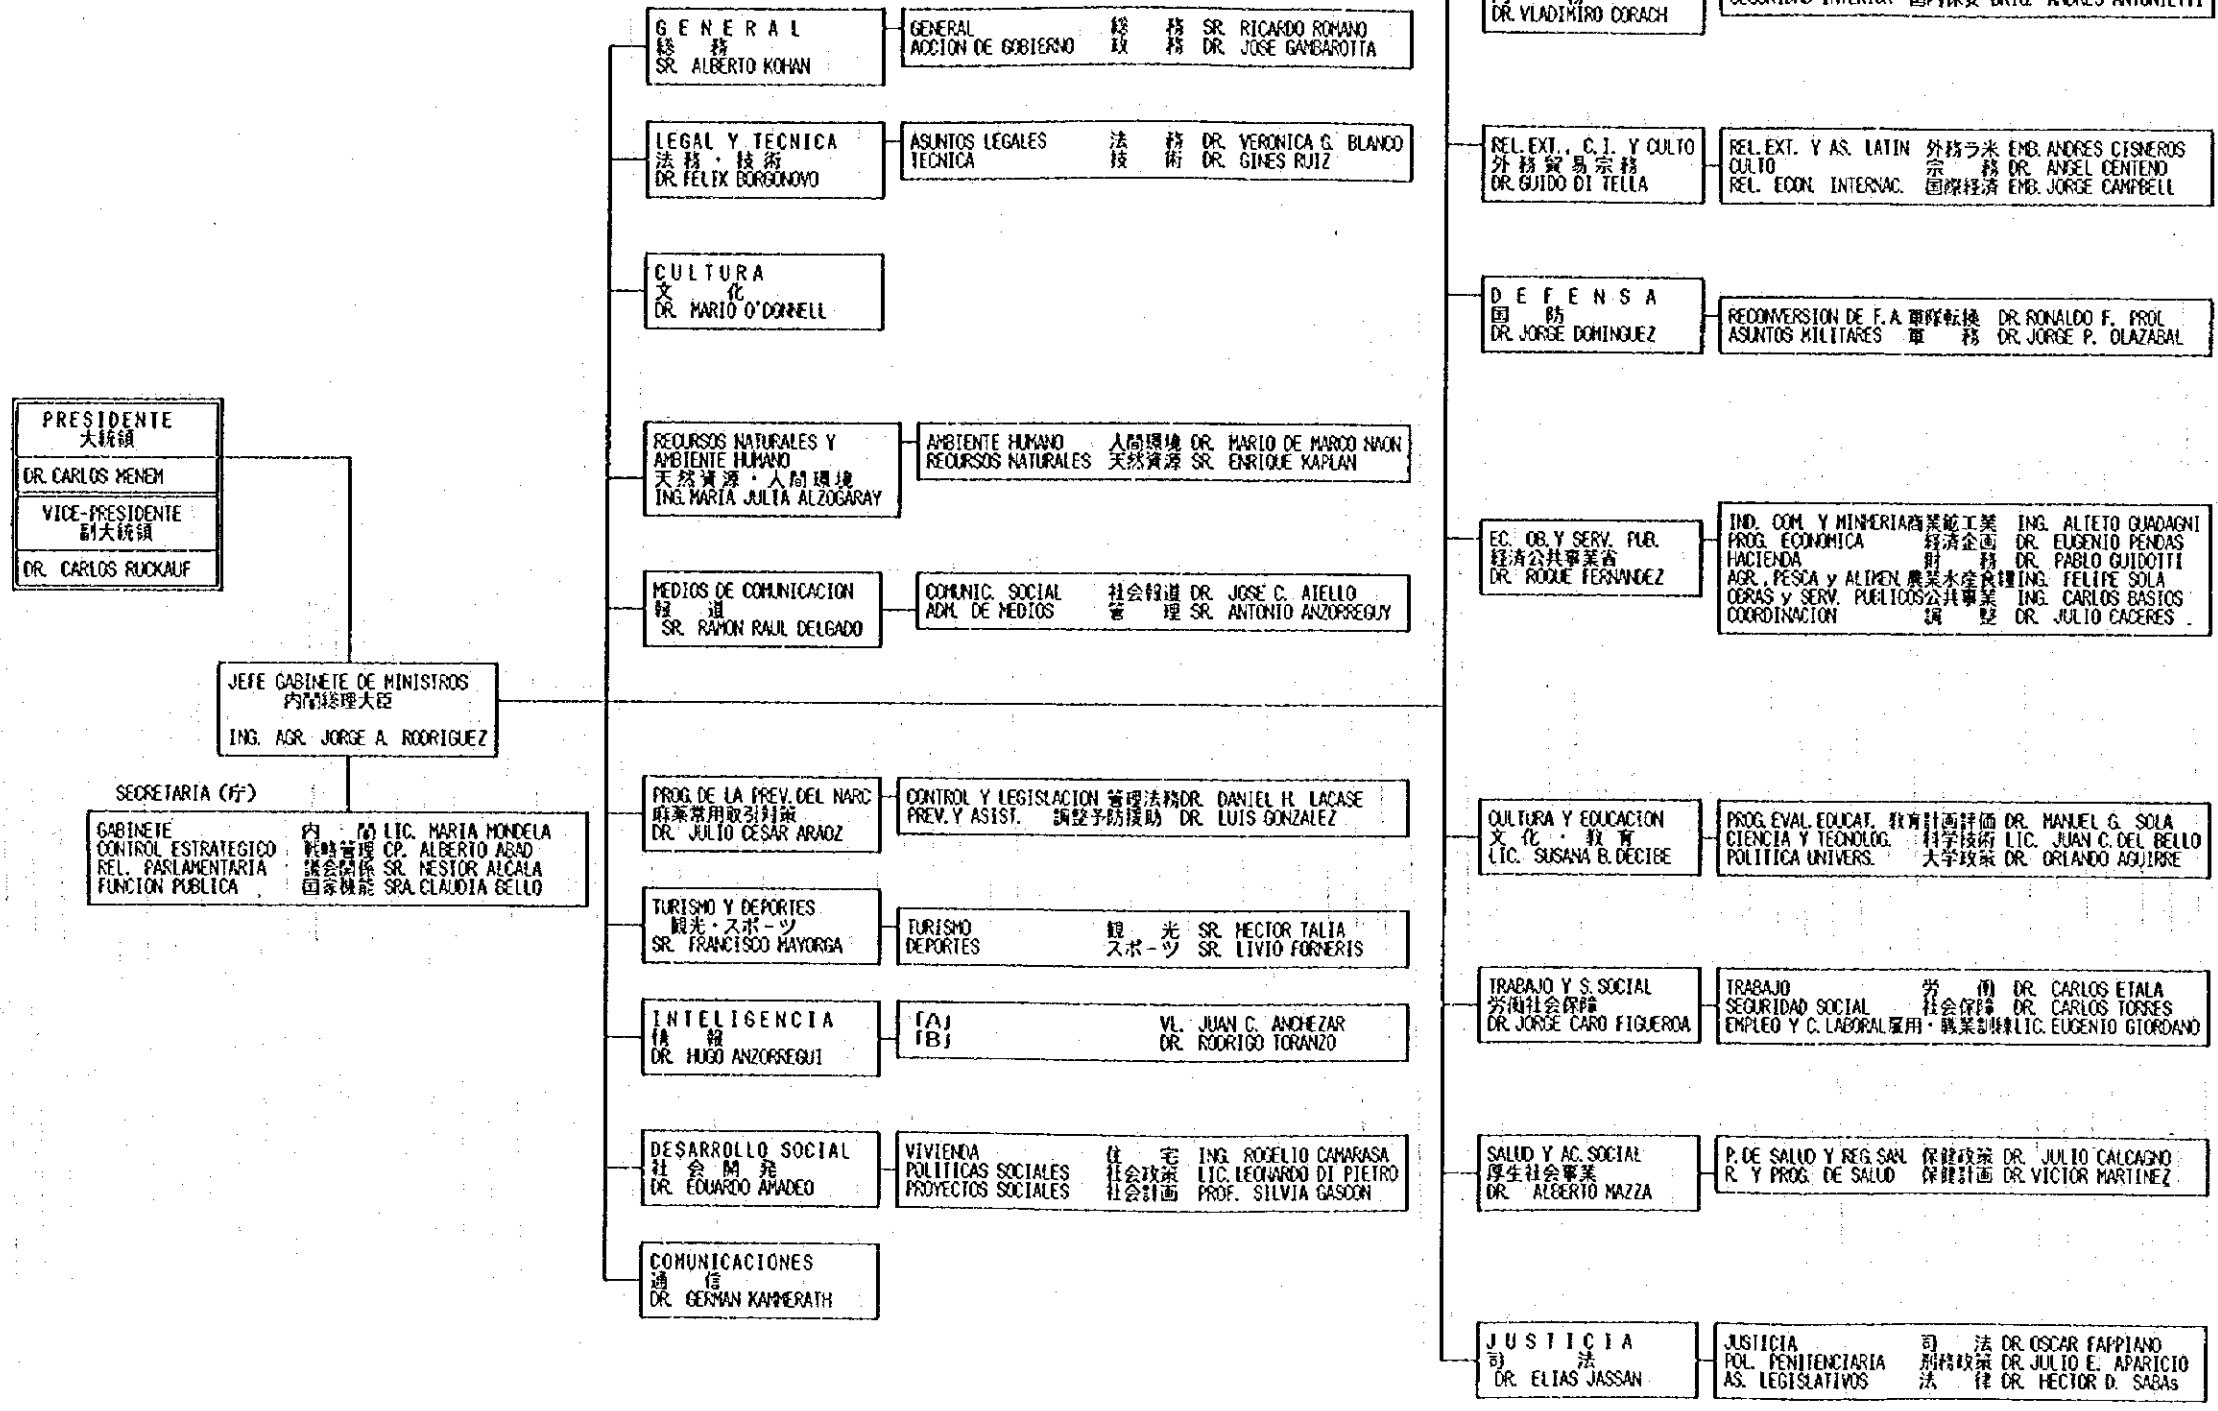 PRESIDENTE
大統領
DR. CARLOS MENEM
VICE-PRESIDENTE
副大統領
DR. CARLOS RUCKAUF
JEFE GABINETE DE MINISTROS
内閣総理大臣
ING. AGR. JORGE A. RODRIGUEZ
SECRETARIA (庁)
GABINETE 内 閣 LIC. MARIA MONDELA
CONTROL ESTRATEGICO 戦略管理 CP. ALBERTO ABAD
REL. PARLAMENTARIA 議会関係 SR. NESTOR ALCALA
FUNCION PUBLICA 国家機能 SRA. CLAUDIA BELLO
GENERAL
総 務
SR. ALBERTO KOHAN
GENERAL 総 務 SR. RICARDO ROMANO
ACCION DE GOBIERNO 政 務 DR. JOSE GAMBAROTTA
LEGAL Y TECNICA
法務・技術
DR. FELIX BORGONOVO
ASUNTOS LEGALES 法 務 DR. VERONICA G. BLANCO
TECNICA 技 術 DR. GINES RUIZ
CULTURA
文 化
DR. MARIO O'DONNELL
RECURSOS NATURALES Y
AMBIENTE HUMANO
天然資源・人間環境
ING. MARIA JULIA ALZOGARAY
AMBIENTE HUMANO 人間環境 DR. MARIO DE MARCO NAON
RECURSOS NATURALES 天然資源 SR. ENRIQUE KAPLAN
MEDIOS DE COMUNICACION
報 道
SR. RAMON RAUL DELGADO
COMUNIC. SOCIAL 社会報道 DR. JOSE C. AIELLO
ADM. DE MEDIOS 管 理 SR. ANTONIO ANZORREGUY
PROG. DE LA PREV. DEL NARC
麻薬常用取引対策
DR. JULIO CESAR ARAOZ
CONTROL Y LEGISLACION 管理法務 DR. DANIEL H. LACASE
PREV. Y ASIST. 調整予防援助 DR. LUIS GONZALEZ
TURISMO Y DEPORTES
観光・スポーツ
SR. FRANCISCO MAYORGA
TURISMO 観 光 SR. HECTOR TALIA
DEPORTES スポーツ SR. LIVIO FORNERIS
INTELIGENCIA
情 報
DR. HUGO ANZORREGUI
「A」 VL. JUAN C. ANCHEZAR
「B」 DR. RODRIGO TORANZO
DESARROLLO SOCIAL
社会開発
DR. EDUARDO AMADEO
VIVIENDA 住 宅 ING. ROGELIO CAMARASA
POLITICAS SOCIALES 社会政策 LIC. LEONARDO DI PIETRO
PROYECTOS SOCIALES 社会計画 PROF. SILVIA GASCON
COMUNICACIONES
通 信
DR. GERMAN KAMMERATH
DR. VLADIMIRO CORACH
SEGURIDAD INTERIOR 国内保安 BRIG. ANDRES ANTONIETTI
REL. EXT., C. I. Y CULTO
外務貿易宗務
DR. GUIDO DI TELLA
REL. EXT. Y AS. LATIN 外務ラ米 EMB. ANDRES CISNEROS
CULTO 宗 務 DR. ANGEL CENTENO
REL. ECON. INTERNAC. 国際経済 EMB. JORGE CAMPBELL
DEFENSA
国 防
DR. JORGE DOMINGUEZ
RECONVERSION DE F.A. 軍隊転換 DR. RONALDO F. PROL
ASUNTOS MILITARES 軍 務 DR. JORGE P. OLAZABAL
EC. OB. Y SERV. PUB.
経済公共事業省
DR. ROQUE FERNANDEZ
IND. COM. Y MINMERIA 商業鉱工業 ING. ALIETO GUADAGNI
PROG. ECONOMICA 経済企画 DR. EUGENIO PENDAS
HACIENDA 財 務 DR. PABLO GUIDOTTI
AGR., PESCA y ALIMEN. 農業水産食糧 ING. FELIPE SOLA
OBRAS y SERV. PUBLICOS 公共事業 ING. CARLOS BASTOS
COORDINACION 調 整 DR. JULIO CACERES
CULTURA Y EDUCACION
文化・教育
LIC. SUSANA B. DECIBE
PROG. EVAL. EDUCAT. 教育計画評価 DR. MANUEL G. SOLA
CIENCIA Y TECNOLOG. 科学技術 LIC. JUAN C. DEL BELLO
POLITICA UNIVERS. 大学政策 DR. ORLANDO AGUIRRE
TRABAJO Y S. SOCIAL
労働社会保障
DR. JORGE CARO FIGUEROA
TRABAJO 労 働 DR. CARLOS ETALA
SEGURIDAD SOCIAL 社会保障 DR. CARLOS TORRES
EMPLEO Y C. LABORAL 雇用・職業訓練 LIC. EUGENIO GIORDANO
SALUD Y AC. SOCIAL
厚生社会事業
DR. ALBERTO MAZZA
P. DE SALUD Y REG. SAN. 保健政策 DR. JULIO CALCAGNO
R. Y PROG. DE SALUD 保健計画 DR. VICTOR MARTINEZ
JUSTICIA
司 法
DR. ELIAS JASSAN
JUSTICIA 司 法 DR. OSCAR FAPPIANO
POL. PENITENCIARIA 刑務政策 DR. JULIO E. APARICIO
AS. LEGISLATIVOS 法 律 DR. HECTOR D. SABAs